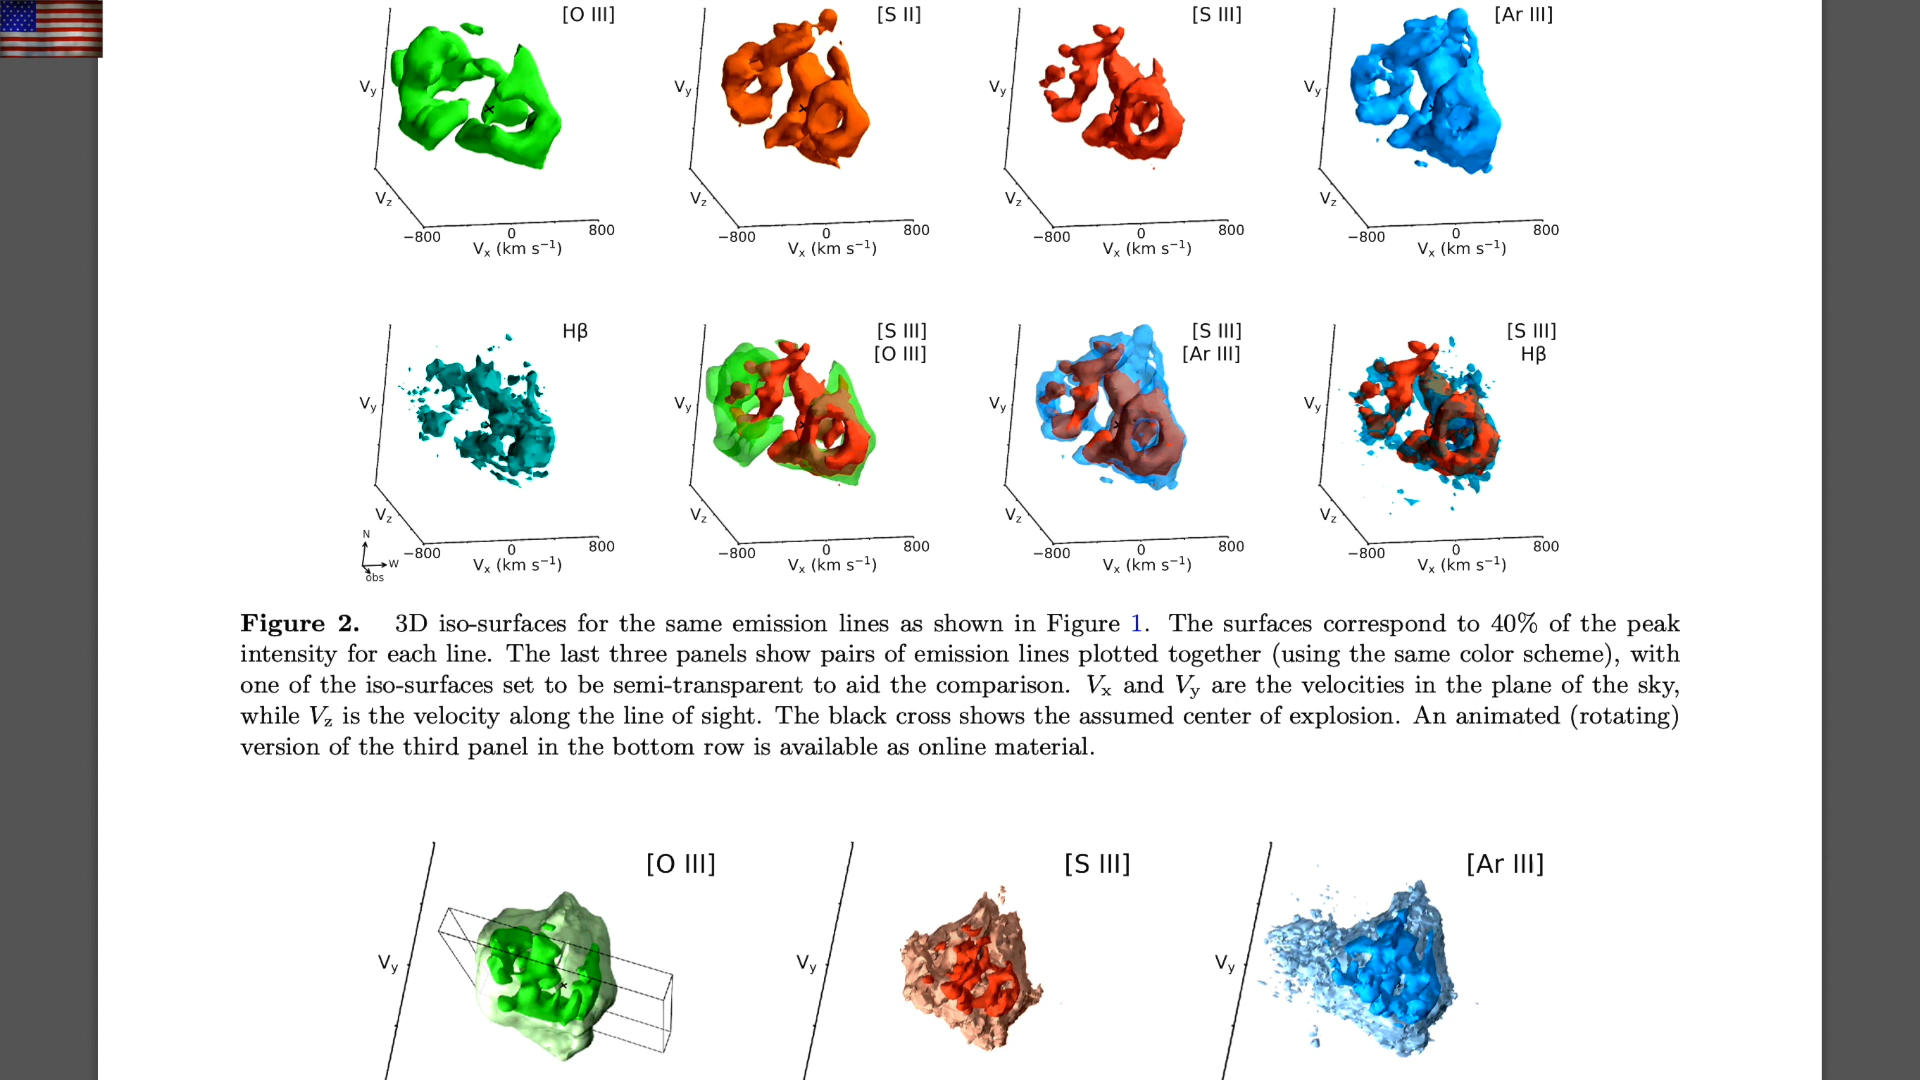 [O III] [S II] [S III] [Ar III]
Vy Vy Vy Vy
Vz Vz Vz Vz
−800 0 800 −800 0 800 −800 0 800 −800 0 800
Vx (km s−1) Vx (km s−1) Vx (km s−1) Vx (km s−1)
Hβ [S III] [S III] [S III]
[O III] [Ar III] Hβ
Vy Vy Vy Vy
Vz Vz Vz Vz
N
W
obs
−800 0 800 −800 0 800 −800 0 800 −800 0 800
Vx (km s−1) Vx (km s−1) Vx (km s−1) Vx (km s−1)
Figure 2. 3D iso-surfaces for the same emission lines as shown in Figure 1. The surfaces correspond to 40% of the peak
intensity for each line. The last three panels show pairs of emission lines plotted together (using the same color scheme), with
one of the iso-surfaces set to be semi-transparent to aid the comparison. Vx and Vy are the velocities in the plane of the sky,
while Vz is the velocity along the line of sight. The black cross shows the assumed center of explosion. An animated (rotating)
version of the third panel in the bottom row is available as online material.
[O III] [S III] [Ar III]
Vy Vy Vy